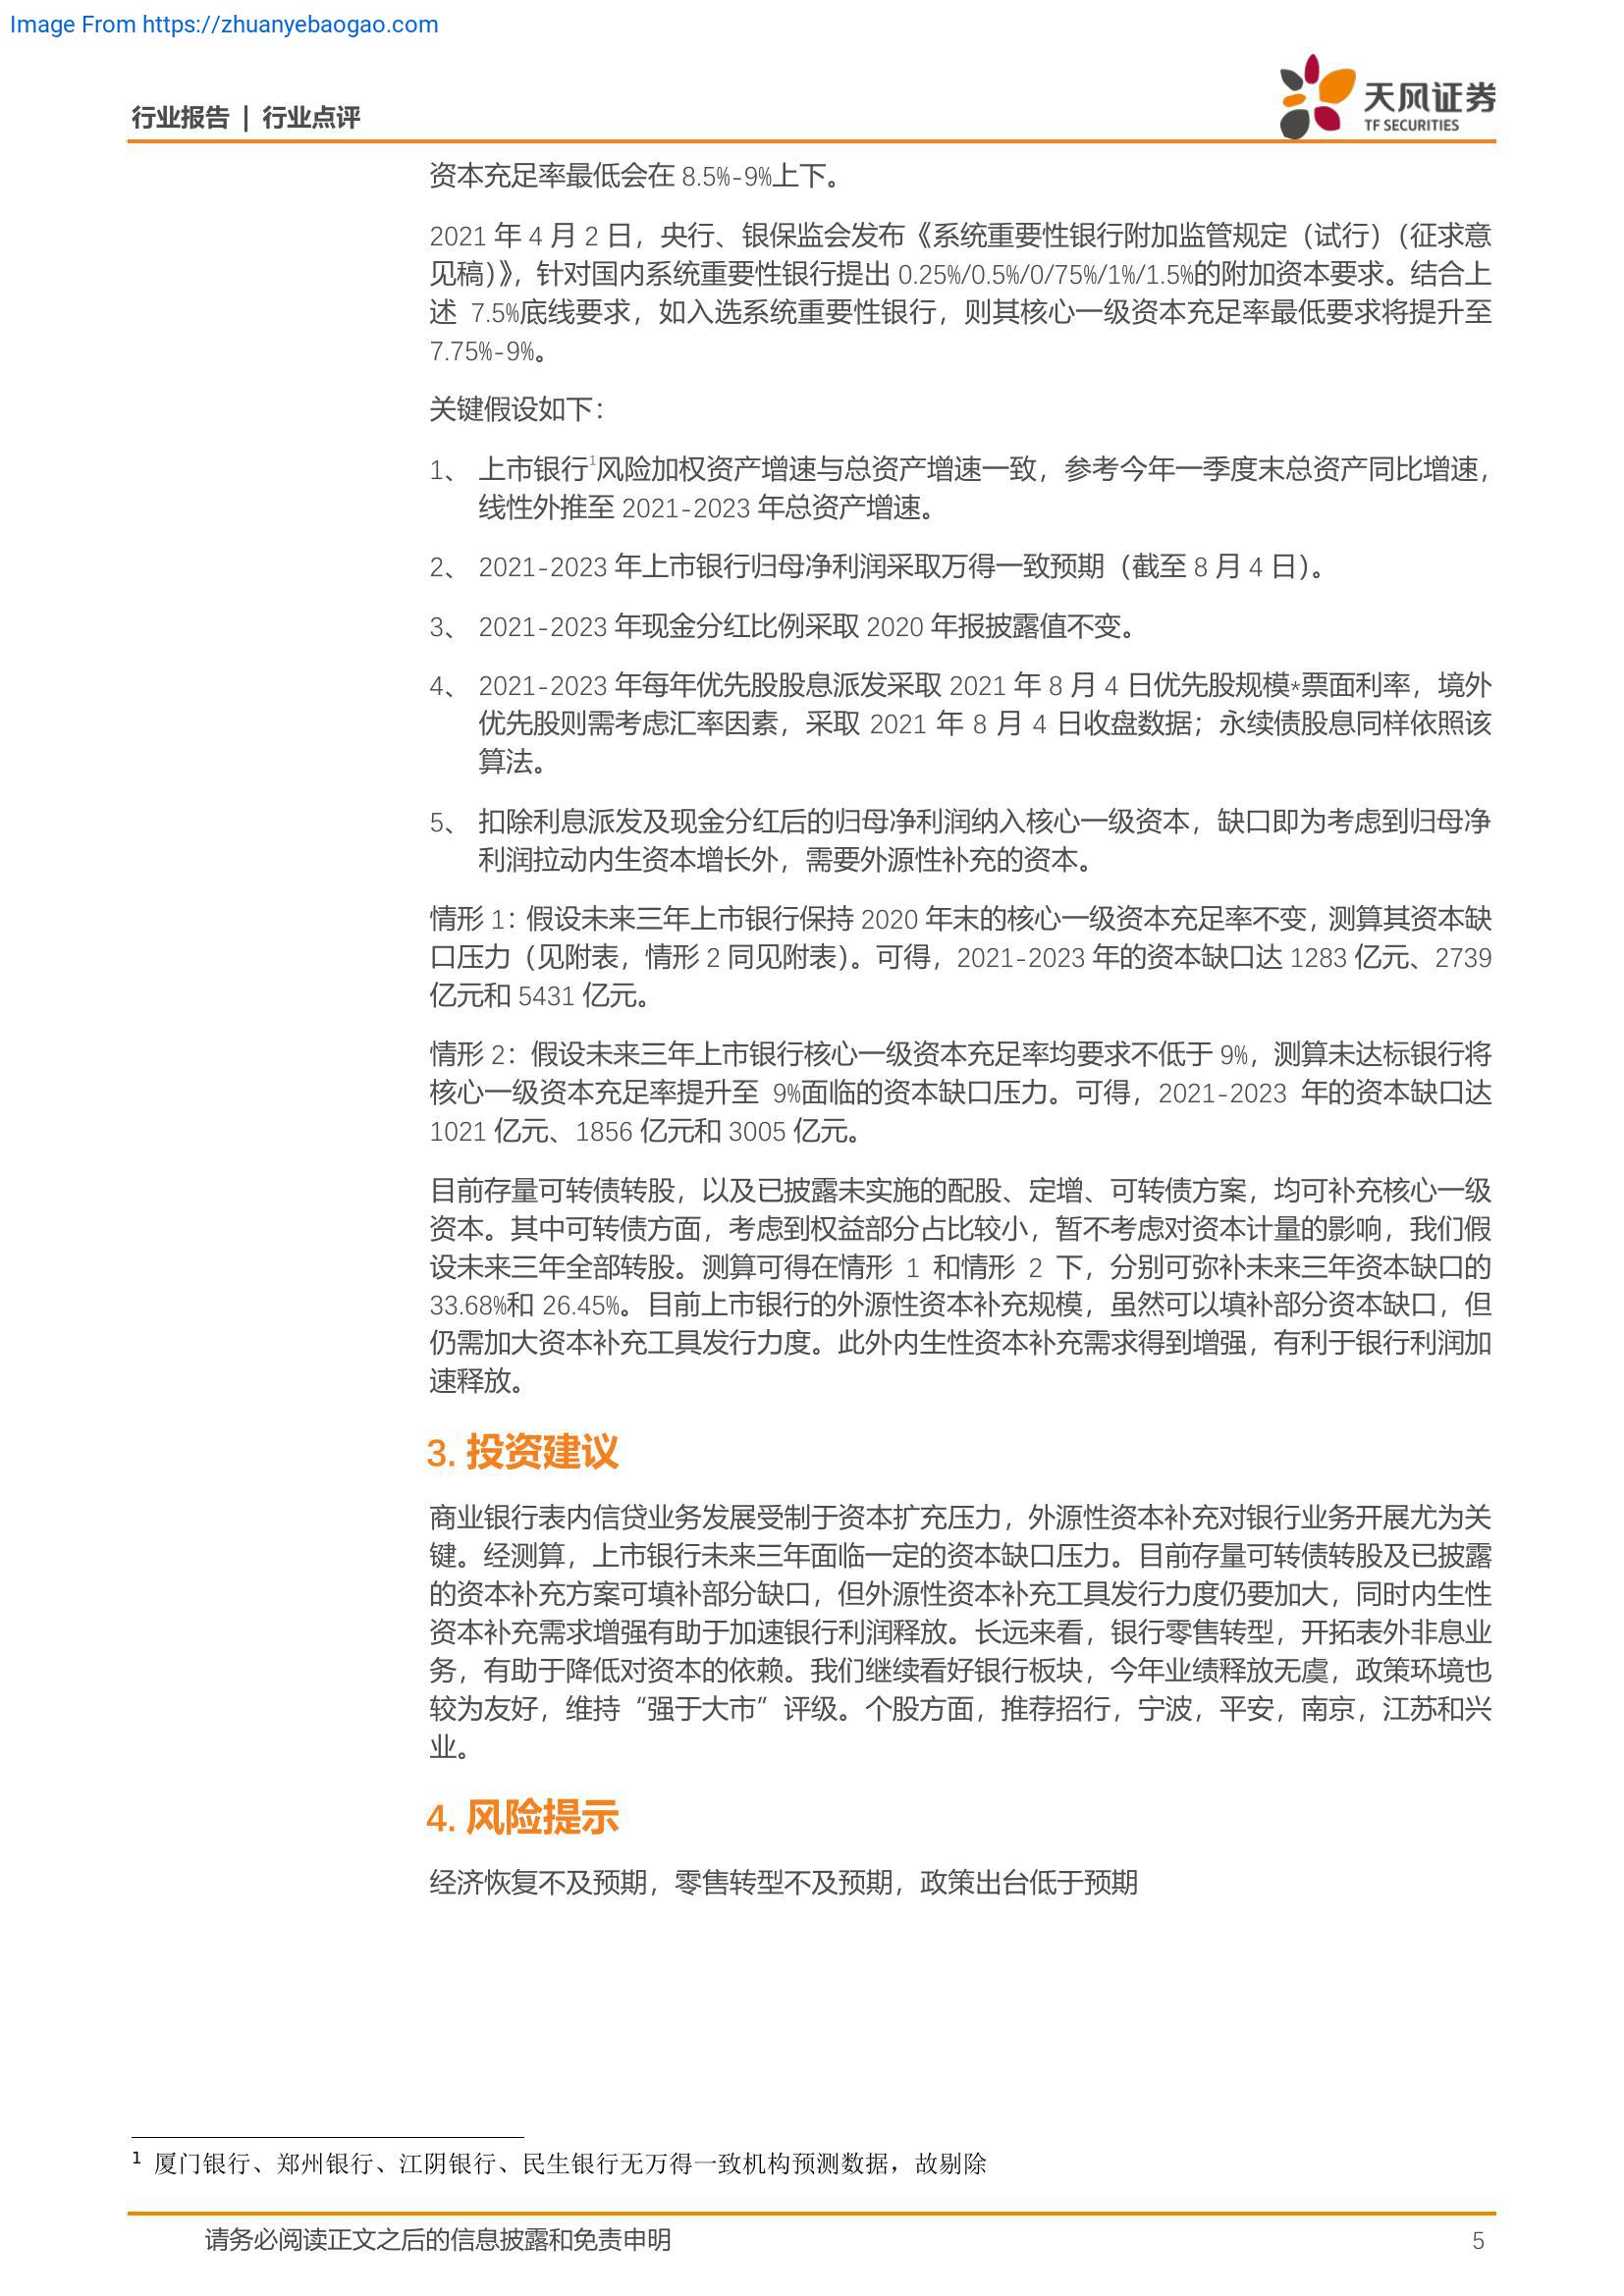 Image From https://zhuanyebaogao.com
行业报告 | 行业点评
天风证券
TF SECURITIES
资本充足率最低会在 8.5%-9%上下。
2021 年 4 月 2 日，央行、银保监会发布《系统重要性银行附加监管规定（试行）（征求意
见稿）》，针对国内系统重要性银行提出 0.25%/0.5%/0/75%/1%/1.5%的附加资本要求。结合上
述 7.5%底线要求，如入选系统重要性银行，则其核心一级资本充足率最低要求将提升至
7.75%-9%。
关键假设如下：
1、 上市银行1风险加权资产增速与总资产增速一致，参考今年一季度末总资产同比增速，
线性外推至 2021-2023 年总资产增速。
2、 2021-2023 年上市银行归母净利润采取万得一致预期（截至 8 月 4 日）。
3、 2021-2023 年现金分红比例采取 2020 年报披露值不变。
4、 2021-2023 年每年优先股股息派发采取 2021 年 8 月 4 日优先股规模*票面利率，境外
优先股则需考虑汇率因素，采取 2021 年 8 月 4 日收盘数据；永续债股息同样依照该
算法。
5、 扣除利息派发及现金分红后的归母净利润纳入核心一级资本，缺口即为考虑到归母净
利润拉动内生资本增长外，需要外源性补充的资本。
情形 1：假设未来三年上市银行保持 2020 年末的核心一级资本充足率不变，测算其资本缺
口压力（见附表，情形 2 同见附表）。可得，2021-2023 年的资本缺口达 1283 亿元、2739
亿元和 5431 亿元。
情形 2：假设未来三年上市银行核心一级资本充足率均要求不低于 9%，测算未达标银行将
核心一级资本充足率提升至 9%面临的资本缺口压力。可得，2021-2023 年的资本缺口达
1021 亿元、1856 亿元和 3005 亿元。
目前存量可转债转股，以及已披露未实施的配股、定增、可转债方案，均可补充核心一级
资本。其中可转债方面，考虑到权益部分占比较小，暂不考虑对资本计量的影响，我们假
设未来三年全部转股。测算可得在情形 1 和情形 2 下，分别可弥补未来三年资本缺口的
33.68%和 26.45%。目前上市银行的外源性资本补充规模，虽然可以填补部分资本缺口，但
仍需加大资本补充工具发行力度。此外内生性资本补充需求得到增强，有利于银行利润加
速释放。
3. 投资建议
商业银行表内信贷业务发展受制于资本扩充压力，外源性资本补充对银行业务开展尤为关
键。经测算，上市银行未来三年面临一定的资本缺口压力。目前存量可转债转股及已披露
的资本补充方案可填补部分缺口，但外源性资本补充工具发行力度仍要加大，同时内生性
资本补充需求增强有助于加速银行利润释放。长远来看，银行零售转型，开拓表外非息业
务，有助于降低对资本的依赖。我们继续看好银行板块，今年业绩释放无虞，政策环境也
较为友好，维持“强于大市”评级。个股方面，推荐招行，宁波，平安，南京，江苏和兴
业。
4. 风险提示
经济恢复不及预期，零售转型不及预期，政策出台低于预期
1 厦门银行、郑州银行、江阴银行、民生银行无万得一致机构预测数据，故剔除
请务必阅读正文之后的信息披露和免责申明
5